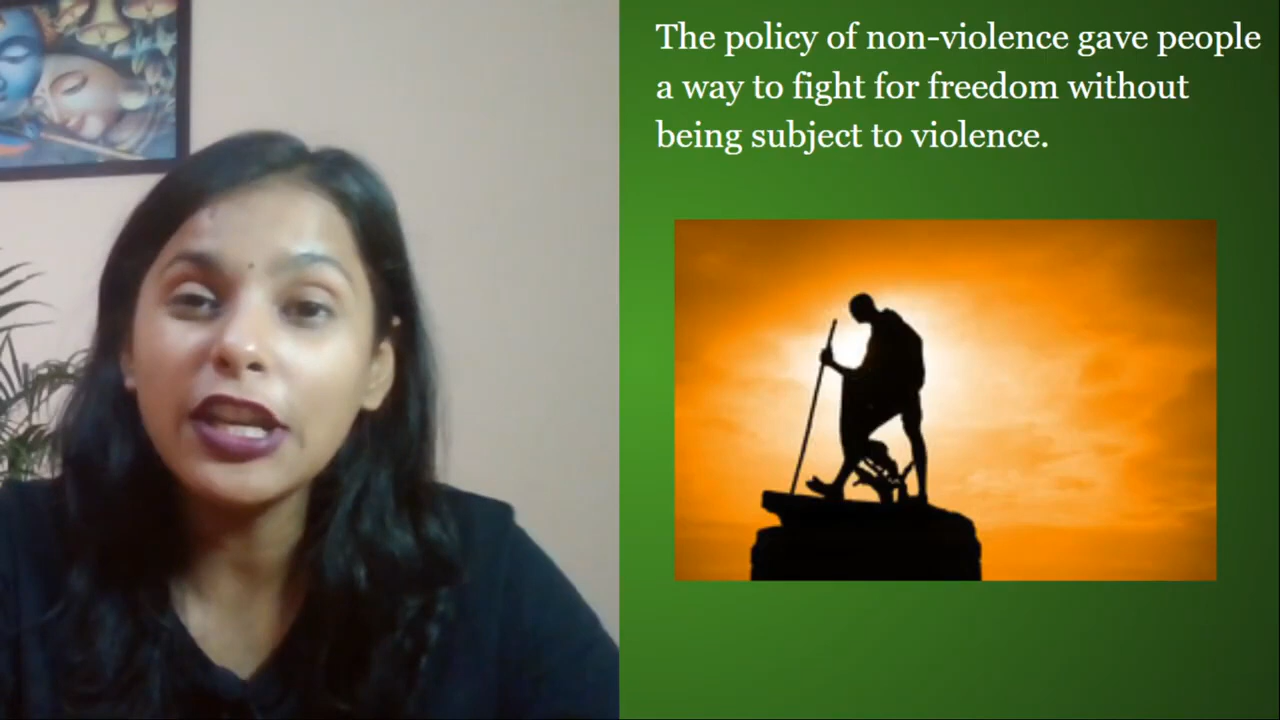 The policy of non-violence gave people
a way to fight for freedom without
being subject to violence.